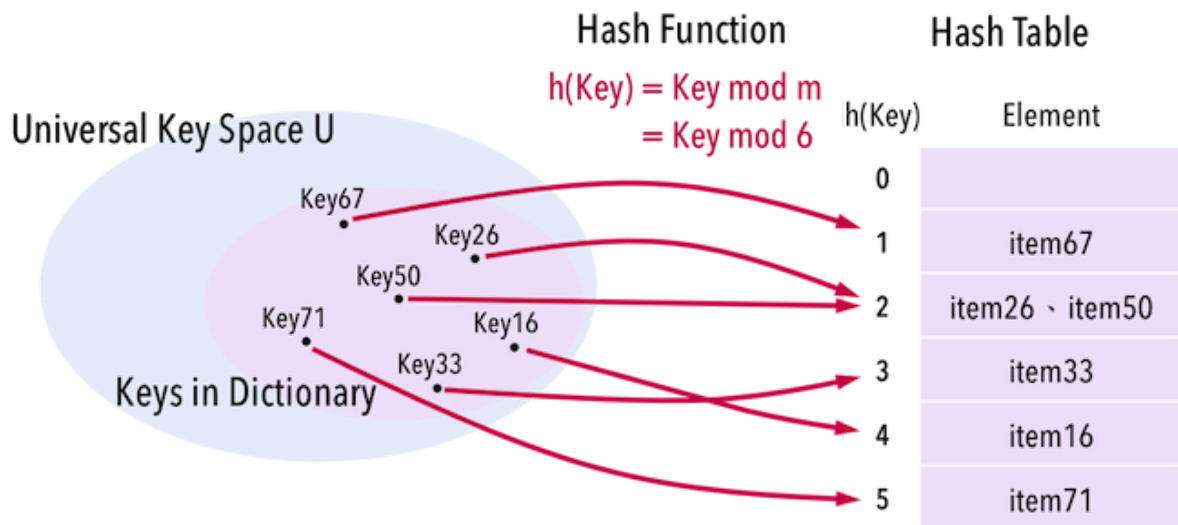 Hash Function
Hash Table
h(Key) = Key mod m
= Key mod 6
h(Key)
Element
Universal Key Space U
Key67
Key26
Key50
Key71
Key16
Key33
Keys in Dictionary
0
1
item67
2
item26、item50
3
item33
4
item16
5
item71